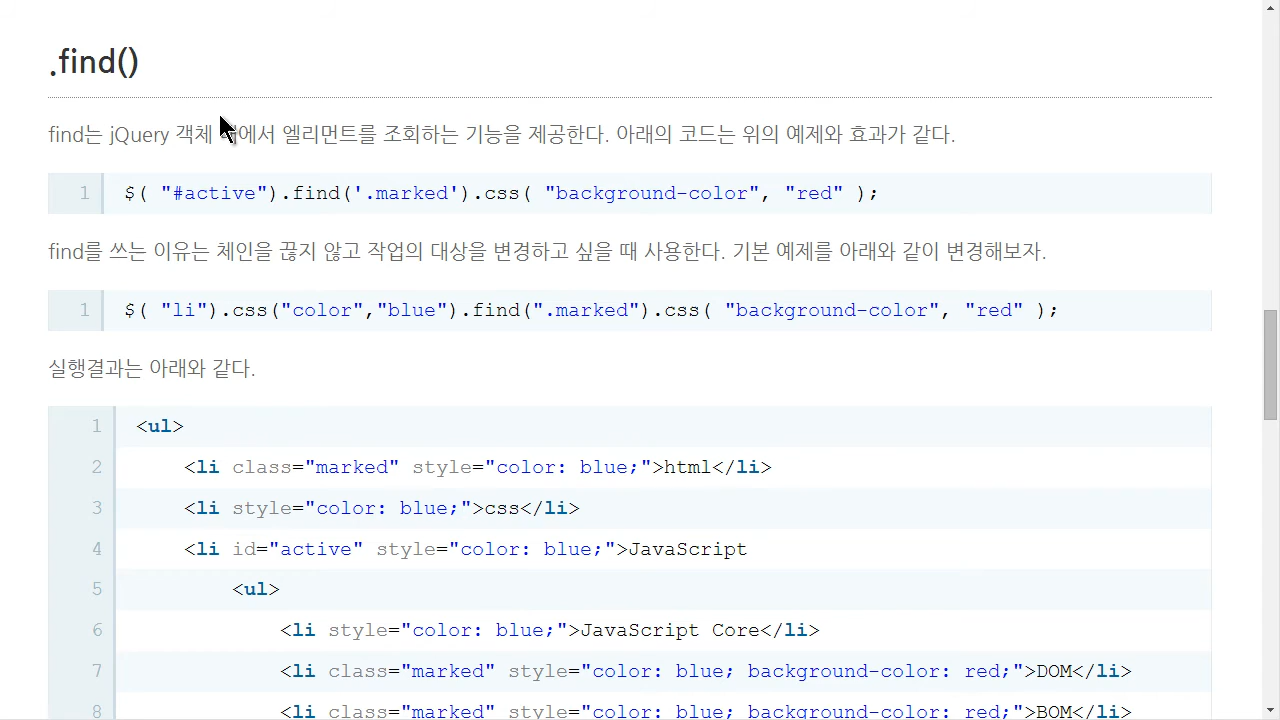 .find()
find는 jQuery 객체 에서 엘리먼트를 조회하는 기능을 제공한다. 아래의 코드는 위의 예제와 효과가 같다.
1 $( "#active").find('.marked').css( "background-color", "red" );
find를 쓰는 이유는 체인을 끊지 않고 작업의 대상을 변경하고 싶을 때 사용한다. 기본 예제를 아래와 같이 변경해보자.
1 $( "li").css("color","blue").find(".marked").css( "background-color", "red" );
실행결과는 아래와 같다.
1 <ul>
2 <li class="marked" style="color: blue;">html</li>
3 <li style="color: blue;">css</li>
4 <li id="active" style="color: blue;">JavaScript
5 <ul>
6 <li style="color: blue;">JavaScript Core</li>
7 <li class="marked" style="color: blue; background-color: red;">DOM</li>
8 <li class="marked" style="color: blue; background-color: red;">BOM</li>